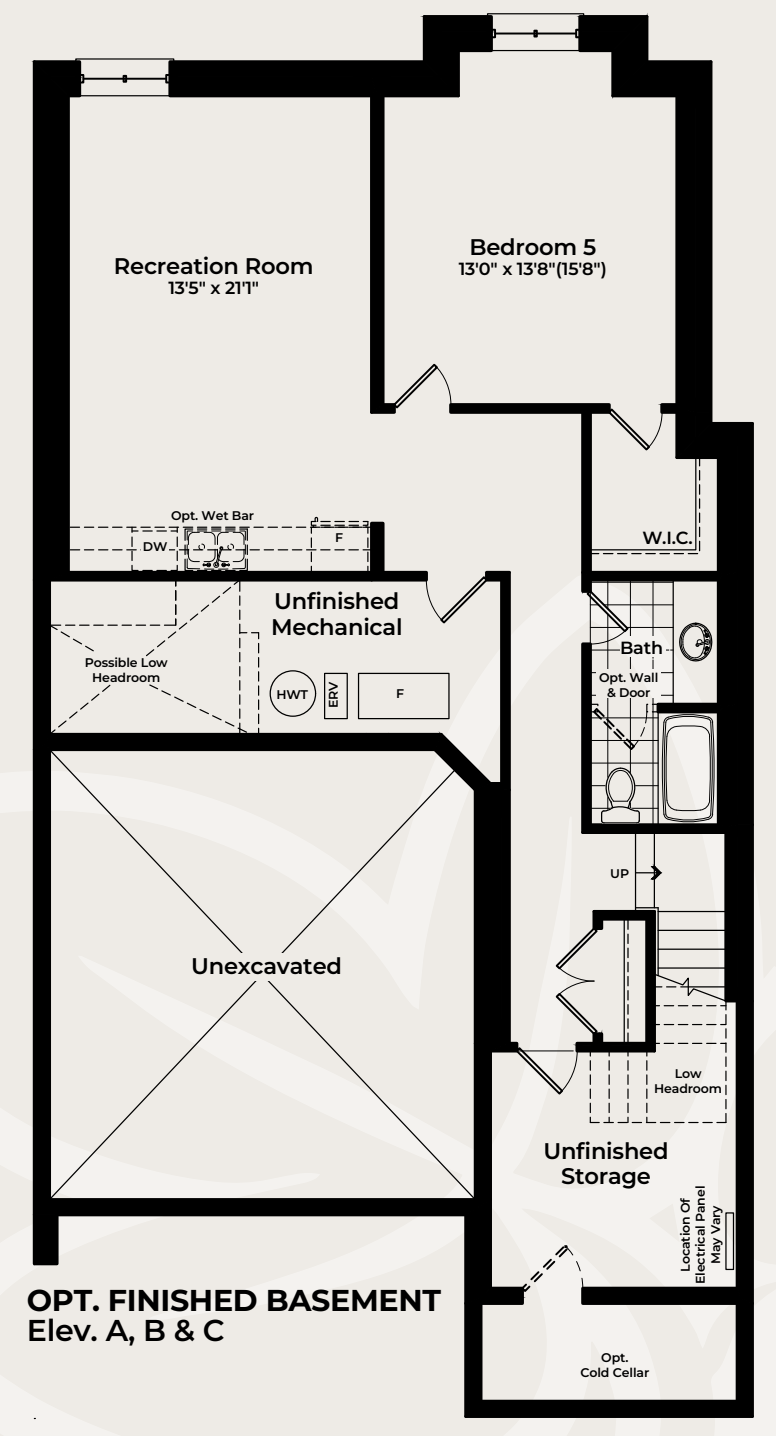 Recreation Room
13'5" x 21'1"
Bedroom 5
13'0" x 13'8"(15'8")
Opt. Wet Bar
DW
F
W.I.C.
Unfinished
Mechanical
Possible Low
Headroom
HWT
ERV
F
Bath
Opt. Wall
& Door
UP
Unexcavated
Low
Headroom
Unfinished
Storage
Location Of
Electrical Panel
May Vary
OPT. FINISHED BASEMENT
Elev. A, B & C
Opt.
Cold Cellar